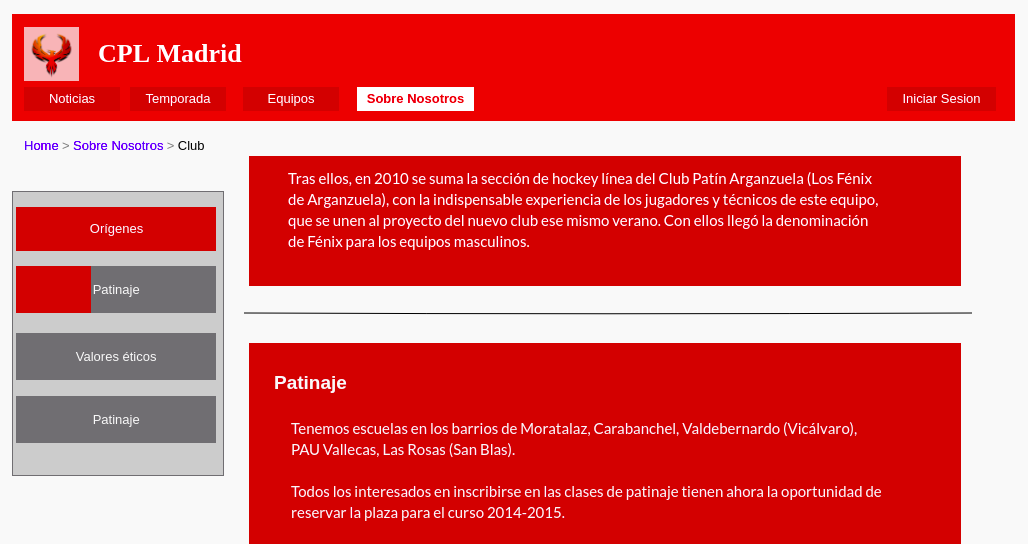 CPL Madrid
Noticias
Temporada
Equipos
Sobre Nosotros
Iniciar Sesion
Home > Sobre Nosotros > Club
Orígenes
Patinaje
Valores éticos
Patinaje
Tras ellos, en 2010 se suma la sección de hockey línea del Club Patín Arganzuela (Los Fénix
de Arganzuela), con la indispensable experiencia de los jugadores y técnicos de este equipo,
que se unen al proyecto del nuevo club ese mismo verano. Con ellos llegó la denominación
de Fénix para los equipos masculinos.
Patinaje
Tenemos escuelas en los barrios de Moratalaz, Carabanchel, Valdebernardo (Vicálvaro),
PAU Vallecas, Las Rosas (San Blas).
Todos los interesados en inscribirse en las clases de patinaje tienen ahora la oportunidad de
reservar la plaza para el curso 2014-2015.